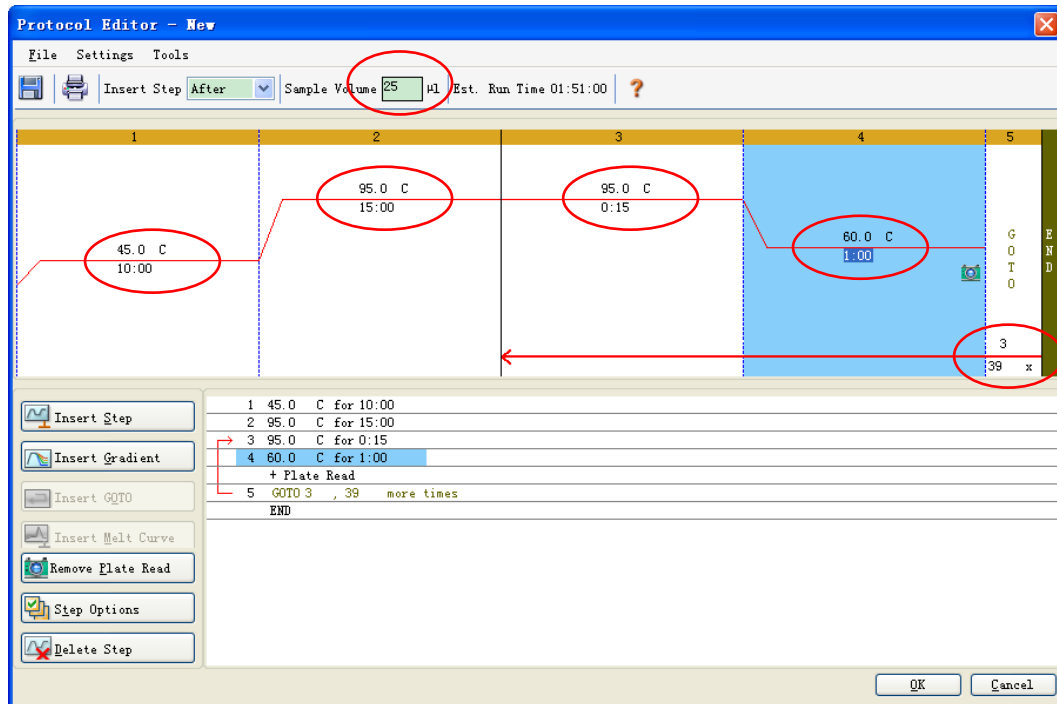 Protocol Editor - New
File Settings Tools
Insert Step After Sample Volume 25 µl Est. Run Time 01:51:00 ?
1 2 3 4 5
95.0 C 95.0 C
15:00 0:15
45.0 C
10:00
60.0 C
1:00
GOTO
END
3
39 x
Insert Step
Insert Gradient
Insert GOTO
Insert Melt Curve
Remove Plate Read
Step Options
Delete Step
1 45.0 C for 10:00
2 95.0 C for 15:00
3 95.0 C for 0:15
4 60.0 C for 1:00
+ Plate Read
5 GOTO 3 , 39 more times
END
OK Cancel